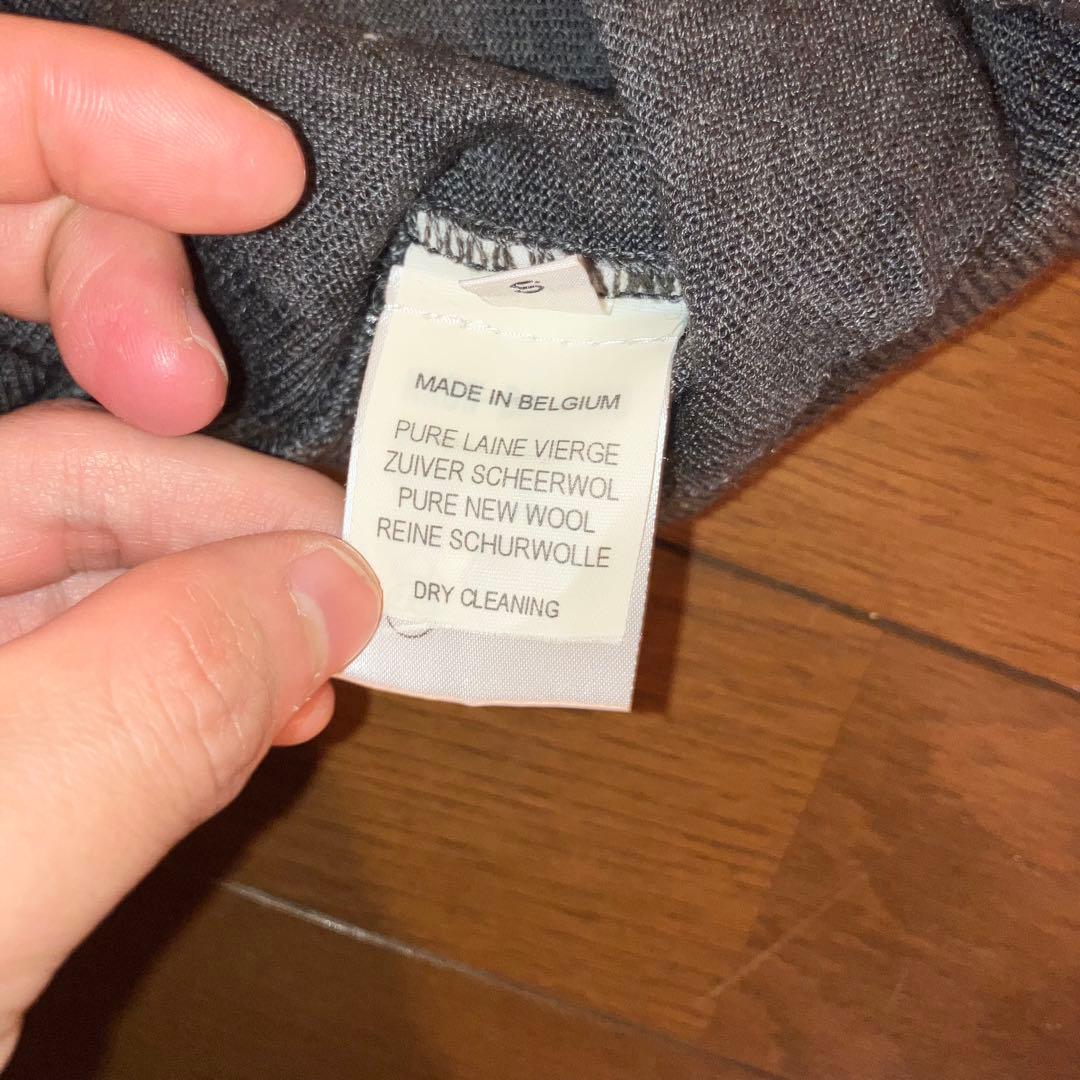 S
MADE IN BELGIUM
PURE LAINE VIERGE
ZUIVER SCHEERWOL
PURE NEW WOOL
REINE SCHURWOLLE
DRY CLEANING